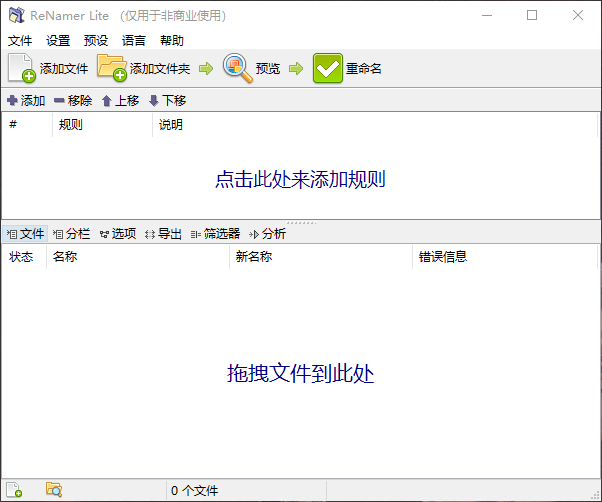 ReNamer Lite （仅用于非商业使用）
文件 设置 预设 语言 帮助
添加文件 添加文件夹 预览 重命名
添加 移除 上移 下移
# 规则 说明
点击此处来添加规则
文件 分栏 选项 导出 筛选器 分析
状态 名称 新名称 错误信息
拖拽文件到此处
0 个文件